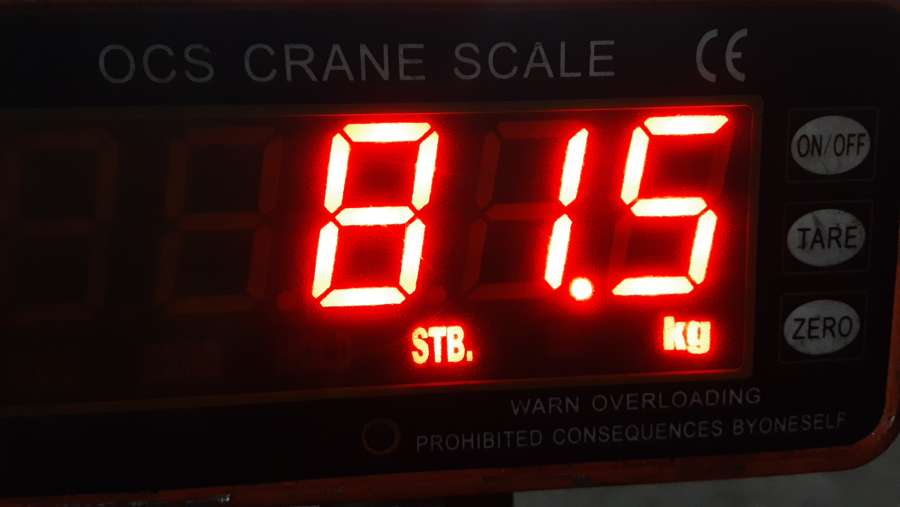 OCS CRANE SCALE CE
81.5
STB. kg
ON/OFF
TARE
ZERO
WARN OVERLOADING
PROHIBITED CONSEQUENCES BYONESELF